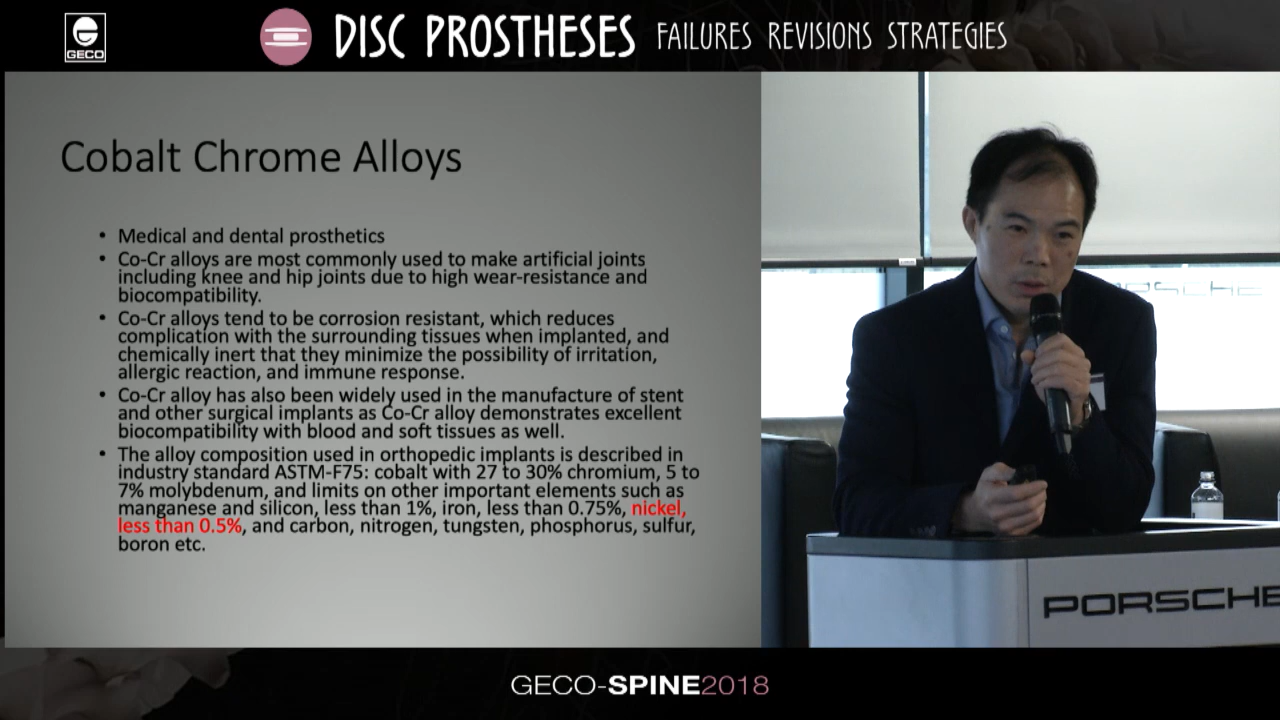 GECO
DISC PROSTHESES FAILURES REVISIONS STRATEGIES
Cobalt Chrome Alloys
• Medical and dental prosthetics
• Co-Cr alloys are most commonly used to make artificial joints
including knee and hip joints due to high wear-resistance and
biocompatibility.
• Co-Cr alloys tend to be corrosion resistant, which reduces
complication with the surrounding tissues when implanted, and
chemically inert that they minimize the possibility of irritation,
allergic reaction, and immune response.
• Co-Cr alloy has also been widely used in the manufacture of stent
and other surgical implants as Co-Cr alloy demonstrates excellent
biocompatibility with blood and soft tissues as well.
• The alloy composition used in orthopedic implants is described in
industry standard ASTM-F75: cobalt with 27 to 30% chromium, 5 to
7% molybdenum, and limits on other important elements such as
manganese and silicon, less than 1%, iron, less than 0.75%, nickel,
less than 0.5%, and carbon, nitrogen, tungsten, phosphorus, sulfur,
boron etc.
PORSCHE
PORSCHE
GECO-SPINE2018